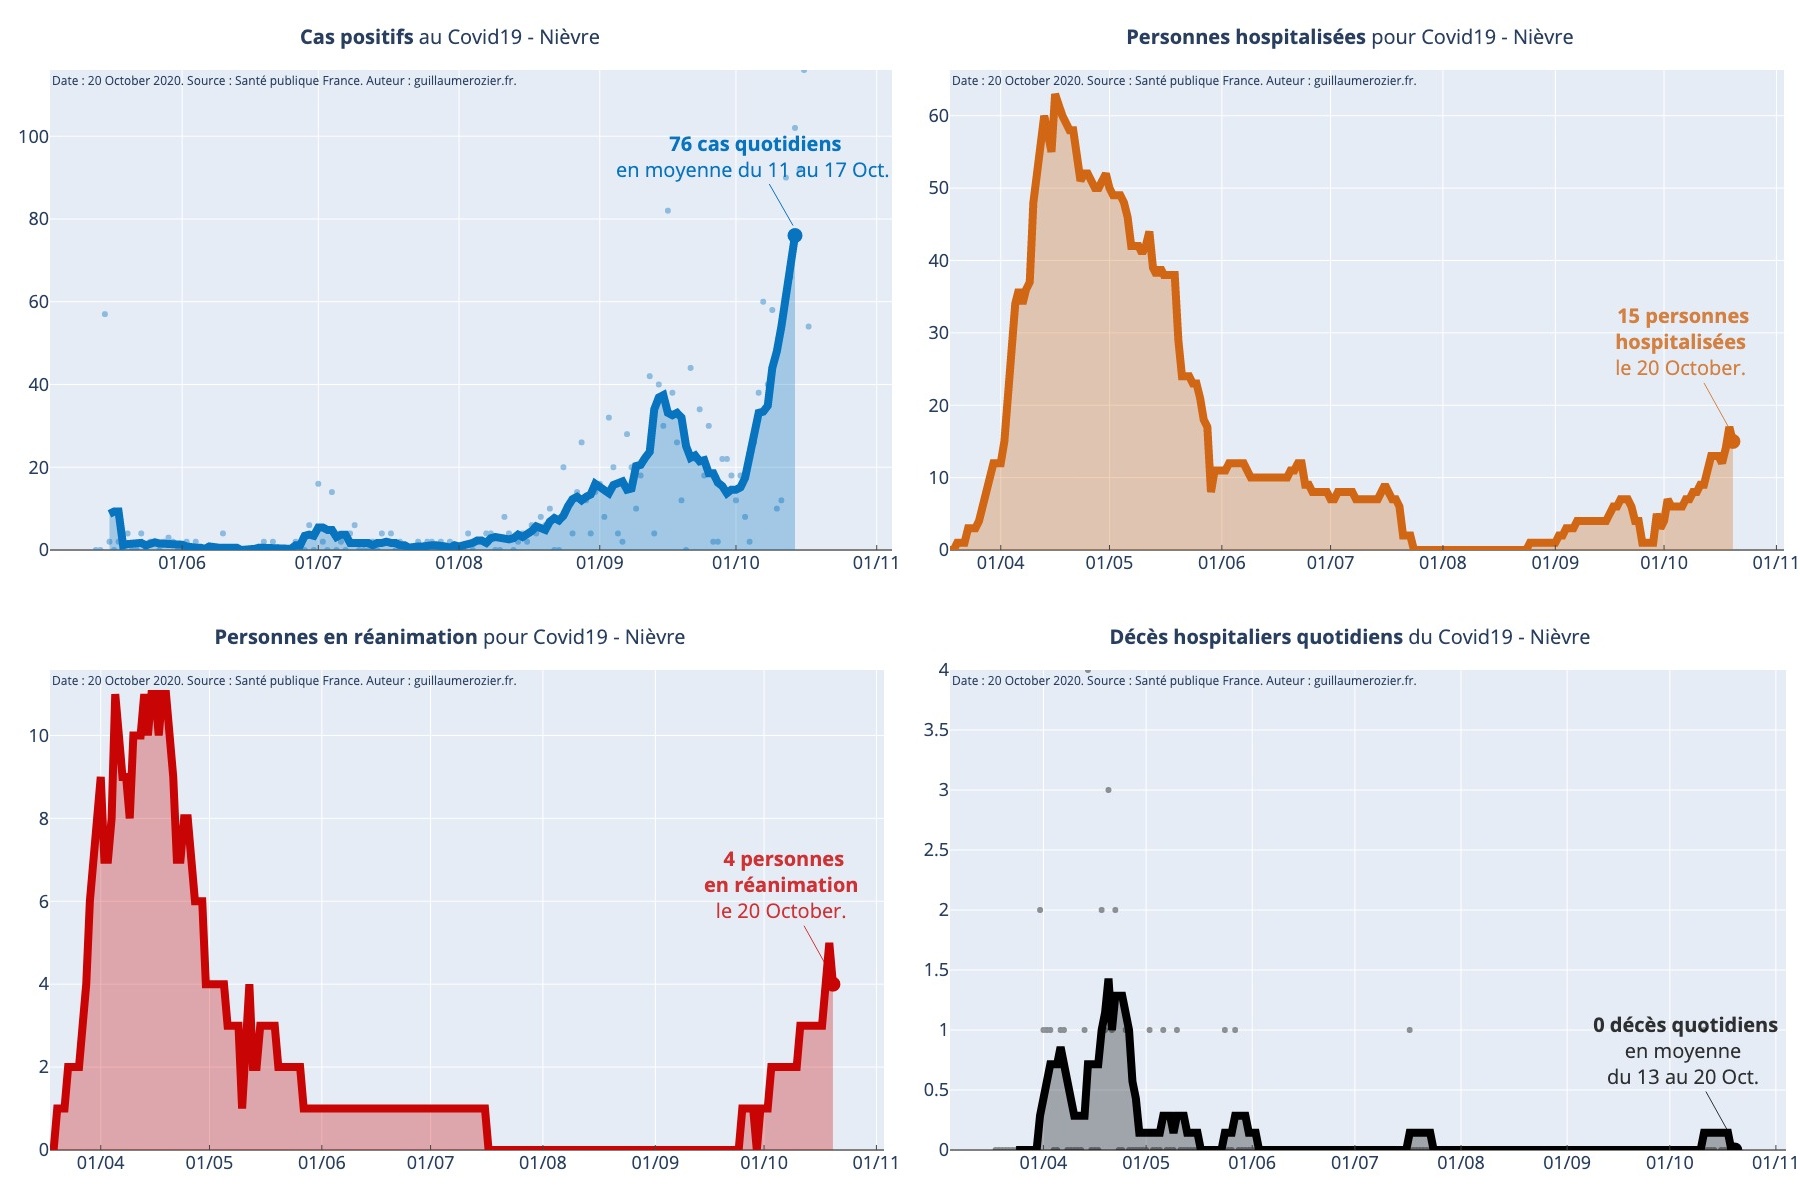 Cas positifs au Covid19 - Nièvre
Date : 20 October 2020. Source : Santé publique France. Auteur : guillaumerozier.fr.
100
80
60
40
20
0
76 cas quotidiens
en moyenne du 11 au 17 Oct.
01/06 01/07 01/08 01/09 01/10 01/11
Personnes hospitalisées pour Covid19 - Nièvre
Date : 20 October 2020. Source : Santé publique France. Auteur : guillaumerozier.fr.
60
50
40
30
20
10
0
15 personnes
hospitalisées
le 20 October.
01/04 01/05 01/06 01/07 01/08 01/09 01/10 01/11
Personnes en réanimation pour Covid19 - Nièvre
Date : 20 October 2020. Source : Santé publique France. Auteur : guillaumerozier.fr.
10
8
6
4
2
0
4 personnes
en réanimation
le 20 October.
01/04 01/05 01/06 01/07 01/08 01/09 01/10 01/11
Décès hospitaliers quotidiens du Covid19 - Nièvre
4
Date : 20 October 2020. Source : Santé publique France. Auteur : guillaumerozier.fr.
3.5
3
2.5
2
1.5
1
0.5
0
0 décès quotidiens
en moyenne
du 13 au 20 Oct.
01/04 01/05 01/06 01/07 01/08 01/09 01/10 01/11